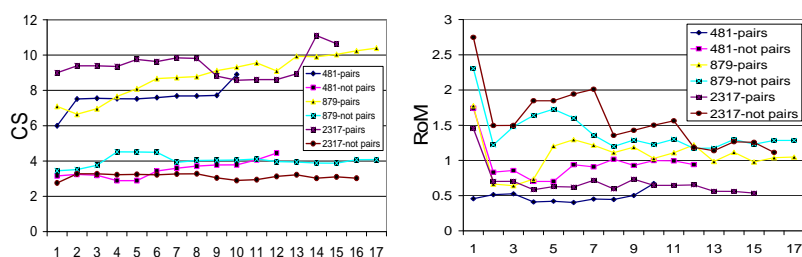 CS
12
10
8
6
4
2
0
1 2 3 4 5 6 7 8 9 10 11 12 13 14 15 16 17
481-pairs
481-not pairs
879-pairs
879-not pairs
2317-pairs
2317-not pairs
RoM
3
2.5
2
1.5
1
0.5
0
1 3 5 7 9 11 13 15 17
481-pairs
481-not pairs
879-pairs
879-not pairs
2317-pairs
2317-not pairs